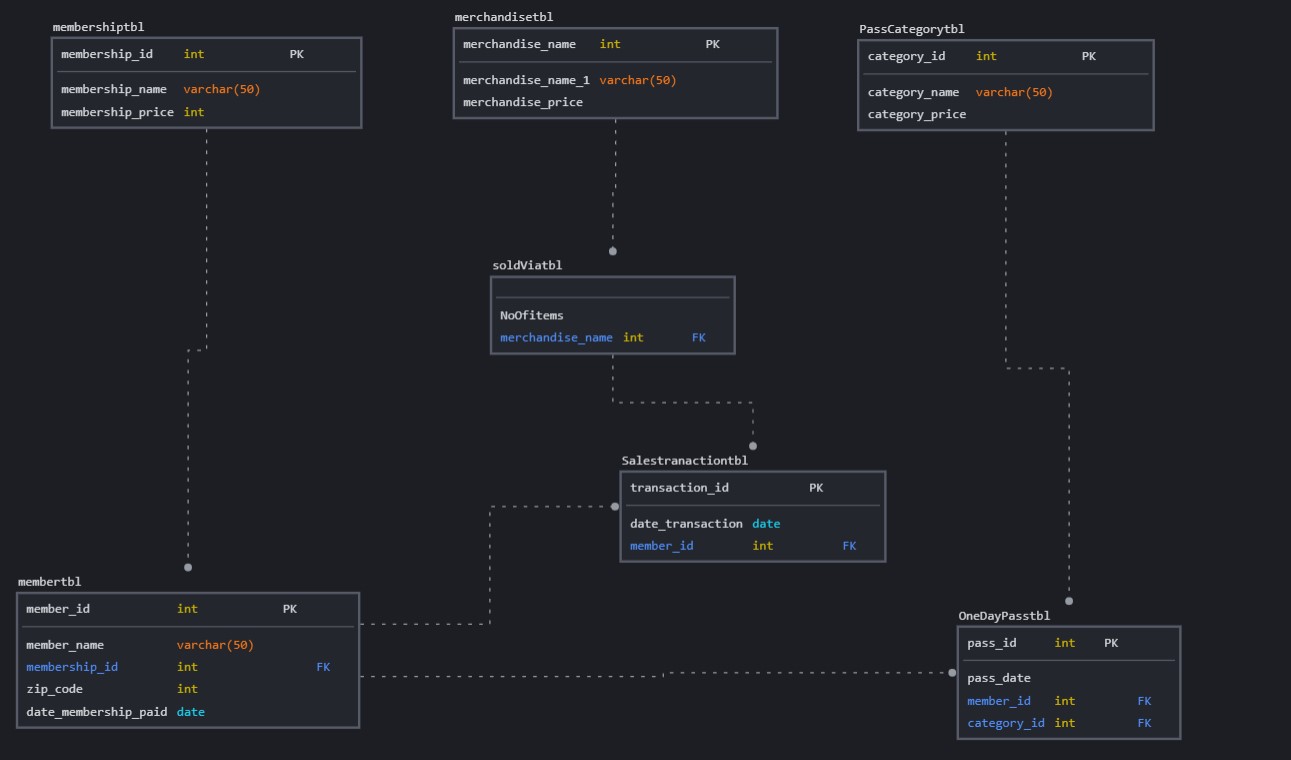 membershiptbl
membership_id int PK
membership_name varchar(50)
membership_price int
merchandisetbl
merchandise_name int PK
merchandise_name_1 varchar(50)
merchandise_price
PassCategorytbl
category_id int PK
category_name varchar(50)
category_price
soldViatbl
NoOfitems
merchandise_name int FK
Salestranactiontbl
transaction_id PK
date_transaction date
member_id int FK
membertbl
member_id int PK
member_name varchar(50)
membership_id int FK
zip_code int
date_membership_paid date
OneDayPasstbl
pass_id int PK
pass_date
member_id int FK
category_id int FK